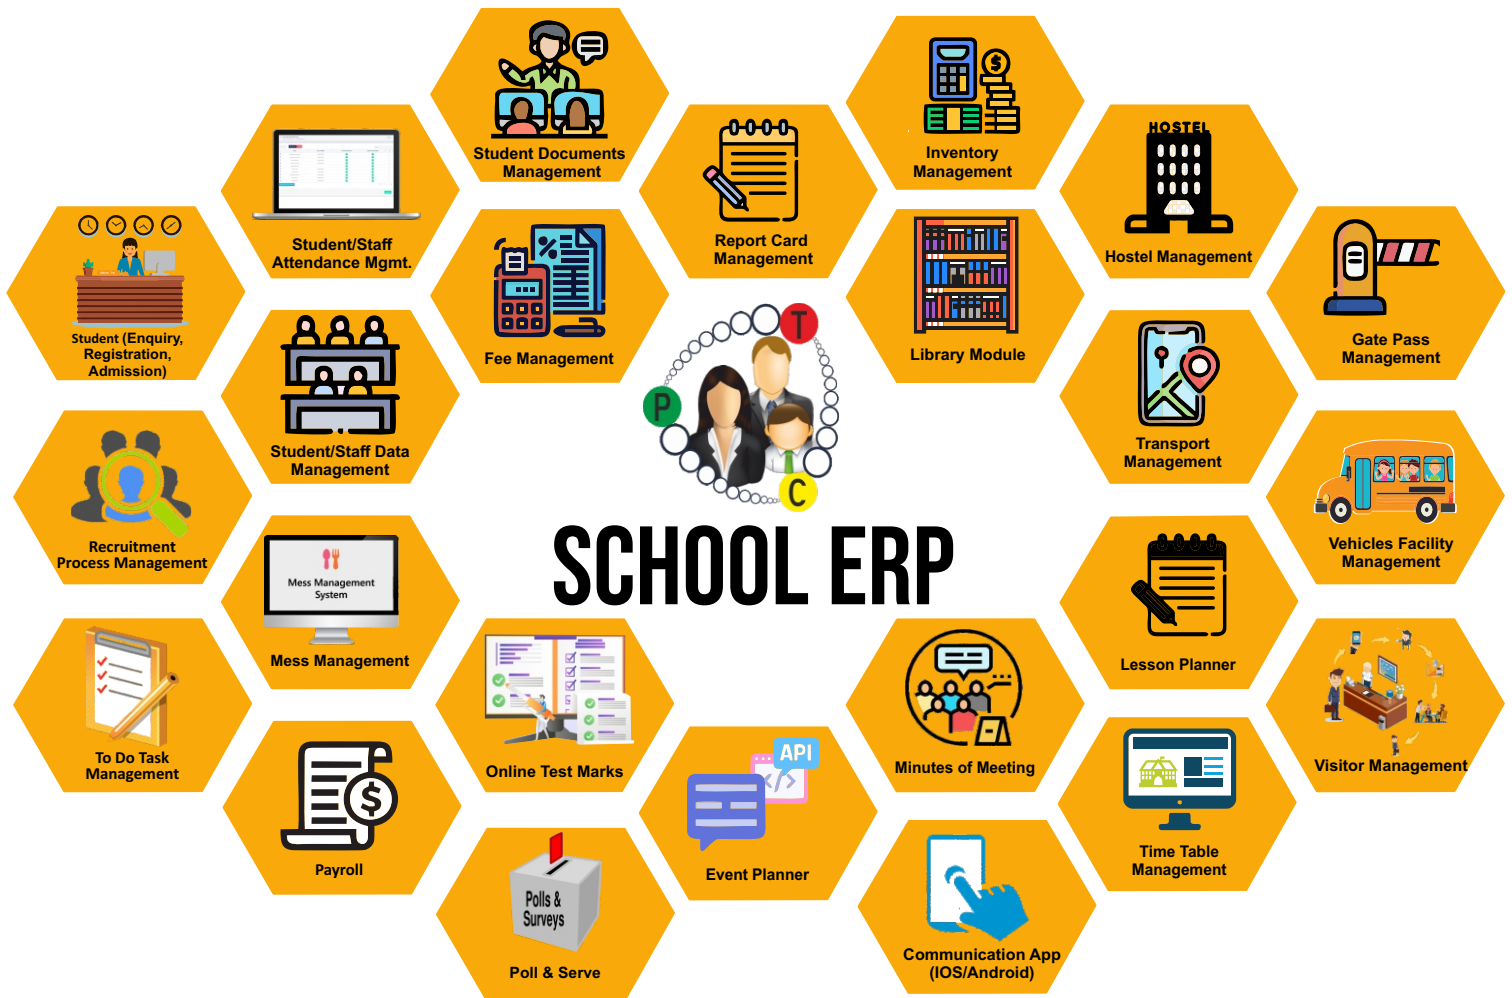 Student Documents
Management
Inventory
Management
$
HOSTEL
Hostel Management
Student/Staff
Attendance Mgmt.
Report Card
Management
Student (Enquiry,
Registration,
Admission)
Fee Management
Library Module
Gate Pass
Management
T
P
C
Student/Staff Data
Management
Transport
Management
Recruitment
Process Management
SCHOOL ERP
Vehicles Facility
Management
Mess Management
System
Mess Management
Lesson Planner
To Do Task
Management
Online Test Marks
Minutes of Meeting
Visitor Management
$
Payroll
API
</>
Event Planner
Time Table
Management
Polls &
Surveys
Poll & Serve
Communication App
(IOS/Android)